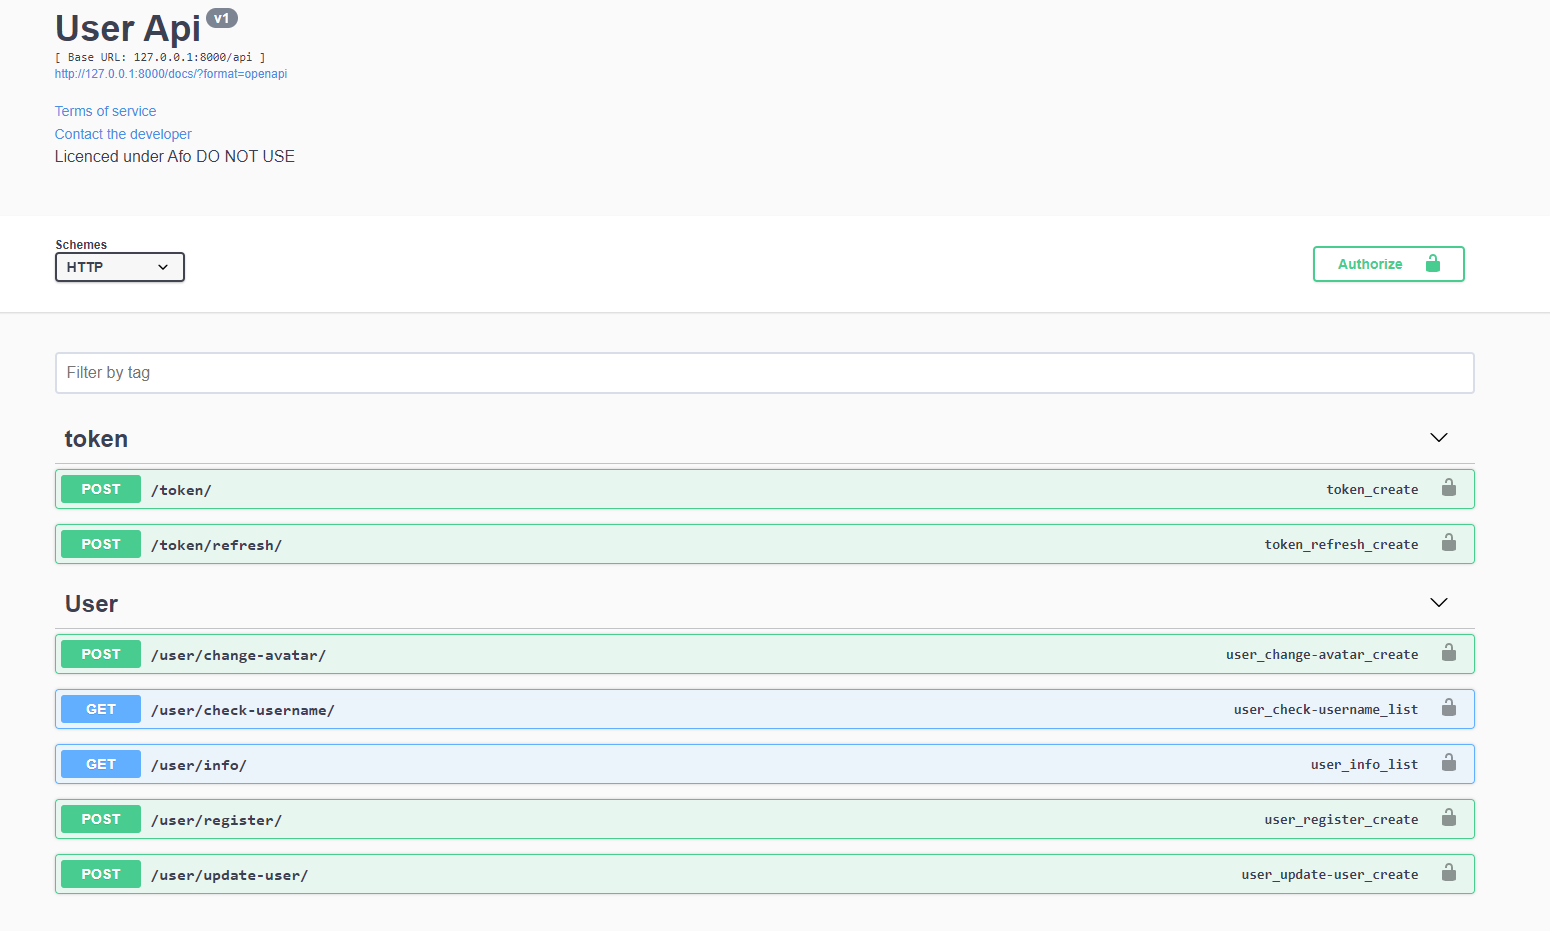 User Api v1
[ Base URL: 127.0.0.1:8000/api ]
http://127.0.0.1:8000/docs/?format=openapi
Terms of service
Contact the developer
Licenced under Afo DO NOT USE
Schemes
HTTP
Authorize
Filter by tag
token
POST /token/ token_create
POST /token/refresh/ token_refresh_create
User
POST /user/change-avatar/ user_change-avatar_create
GET /user/check-username/ user_check-username_list
GET /user/info/ user_info_list
POST /user/register/ user_register_create
POST /user/update-user/ user_update-user_create